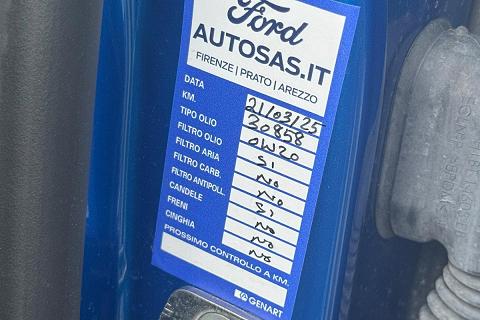 Ford
AUTOSAS.IT
FIRENZE | PRATO | AREZZO
DATA 21/03/25
KM. 30858
TIPO OLIO 0W20
FILTRO OLIO SI
FILTRO ARIA NO
FILTRO CARB. NO
FILTRO ANTIPOLL. SI
CANDELE NO
FRENI NO
CINGHIA NO
PROSSIMO CONTROLLO A KM.
GENART